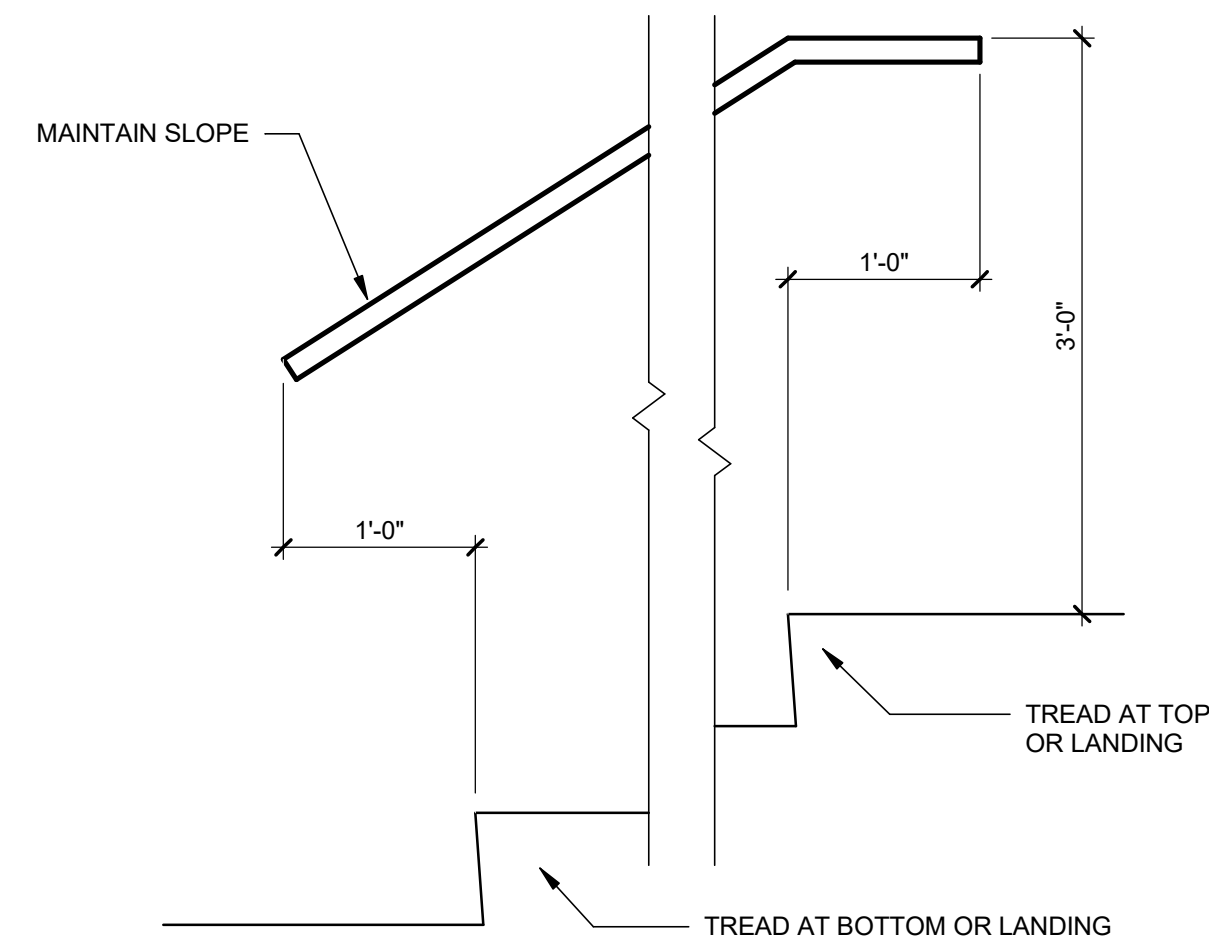 MAINTAIN SLOPE
1'-0"
3'-0"
1'-0"
TREAD AT TOP
OR LANDING
TREAD AT BOTTOM OR LANDING